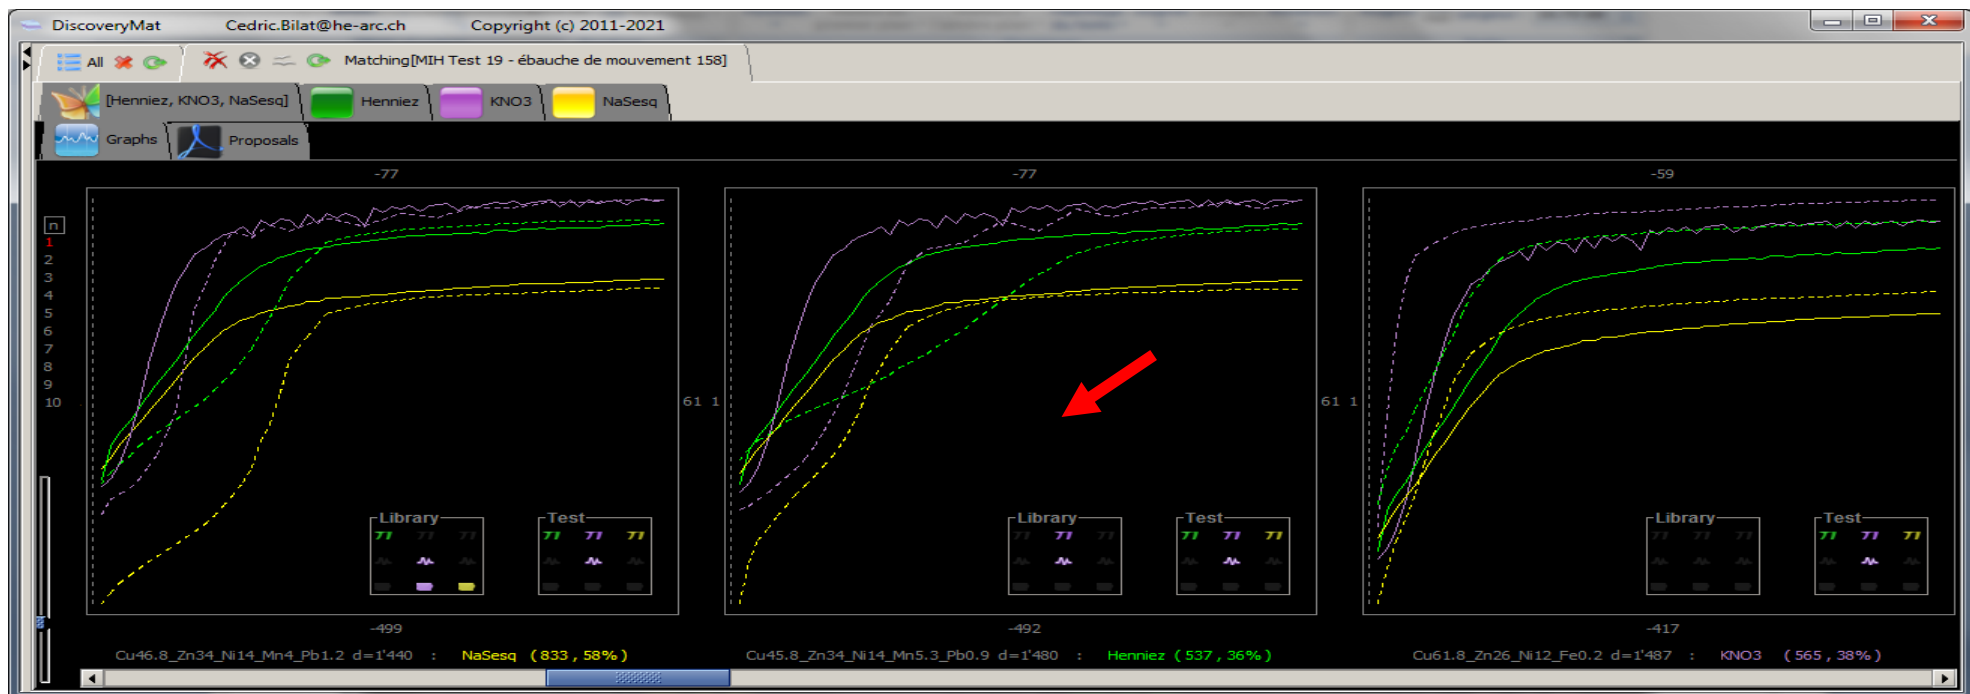 DiscoveryMat Cedric.Bilat@he-arc.ch Copyright (c) 2011-2021
All Matching[MIH Test 19 - ébauche de mouvement 158]
[Henniez, KNO3, NaSesq] Henniez KNO3 NaSesq
Graphs Proposals
-77 -77 -59
n
1
2
3
4
5
6
7
8
9
10
61 1 61 1
Library Test Library Test Library Test
-499 -492 -417
Cu46.8_Zn34_Ni14_Mn4_Pb1.2 d=1'440 : NaSesq (833, 58%) Cu45.8_Zn34_Ni14_Mn5.3_Pb0.9 d=1'480 : Henniez (537, 36%) Cu61.8_Zn26_Ni12_Fe0.2 d=1'487 : KNO3 (565, 38%)